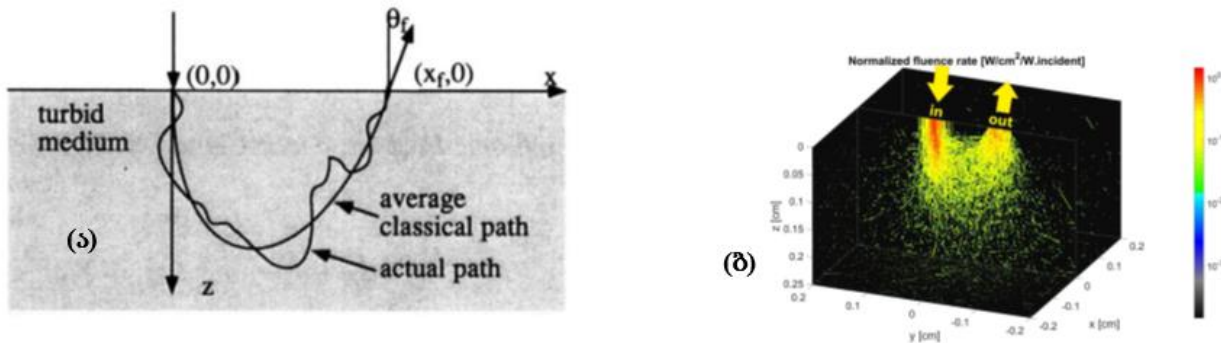 θf
(0,0)
(xf,0)
x
turbid
medium
average
classical path
actual path
z
(ა)
Normalized fluence rate [W/cm²/W.incident]
in
out
0
0.05
0.1
0.15
0.2
0.25
z [cm]
0.2
0.1
0
-0.1
-0.2
y [cm]
-0.2
-0.1
0
0.1
0.2
x [cm]
(ბ)